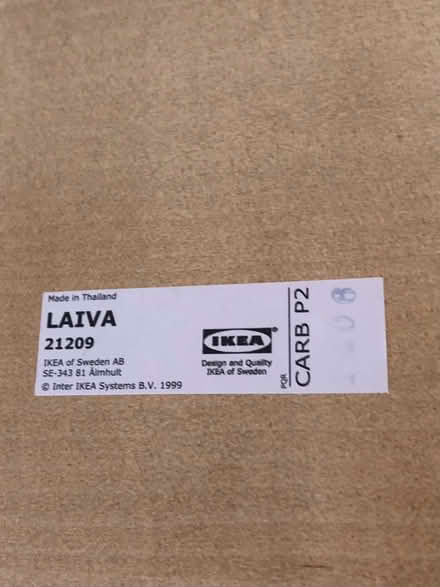 Made in Thailand
LAIVA
21209
IKEA of Sweden AB
SE-343 81 Älmhult
© Inter IKEA Systems B.V. 1999
IKEA®
Design and Quality
IKEA of Sweden
PQR
CARB P2